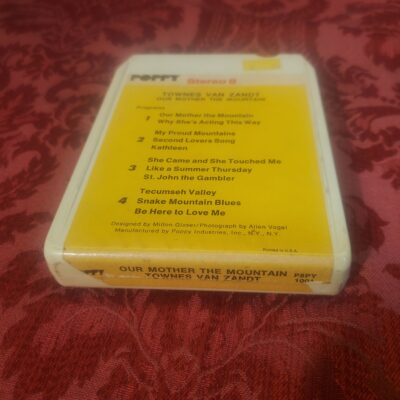 POPPY Stereo 8
TOWNES VAN ZANDT
OUR MOTHER THE MOUNTAIN
Programs
1 Our Mother the Mountain
Why She's Acting This Way
My Proud Mountains
2 Second Lovers Song
Kathleen
She Came and She Touched Me
3 Like a Summer Thursday
St. John the Gambler
Tecumseh Valley
4 Snake Mountain Blues
Be Here to Love Me
Designed by Milton Glaser/Photograph by Alien Vogel
Manufactured by Poppy Industries, Inc., N.Y., N.Y.
Printed in U.S.A.
POPPY OUR MOTHER THE MOUNTAIN P8PY
TOWNES VAN ZANDT